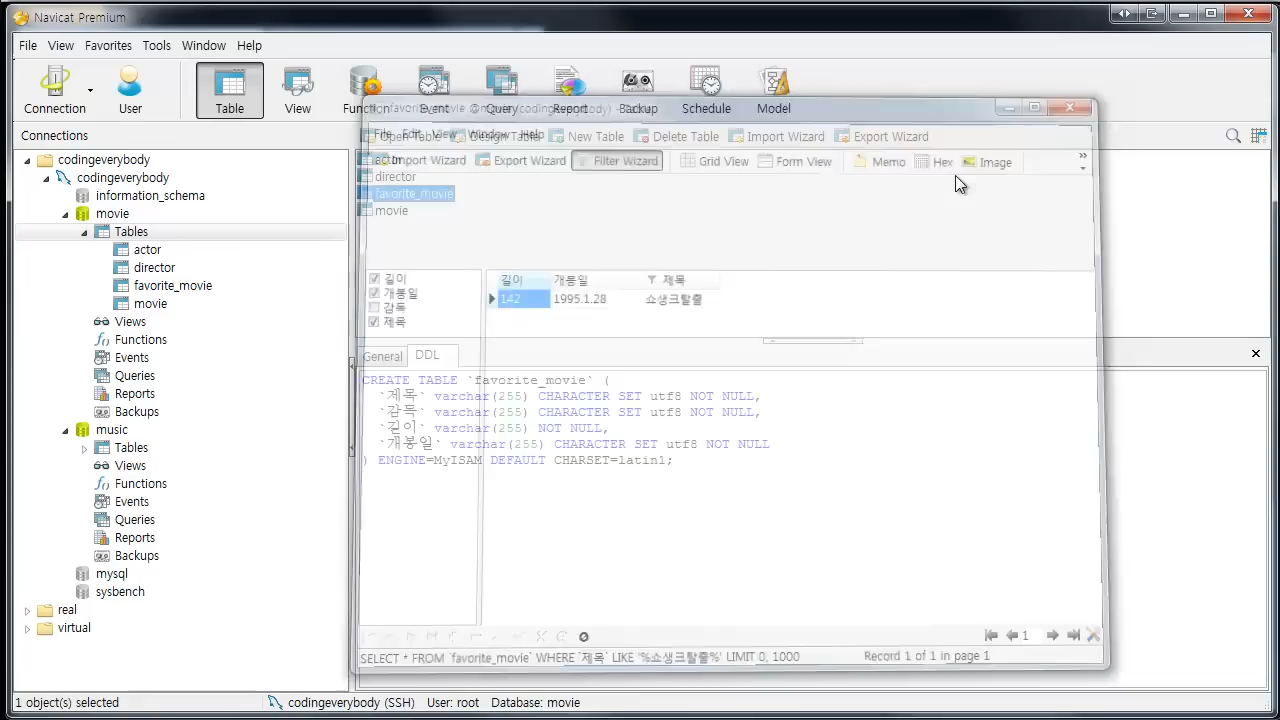 Navicat Premium
File View Favorites Tools Window Help
Connection User Table View Function Event Query Report Backup Schedule Model
Connections
codingeverybody
codingeverybody
information_schema
movie
Tables
actor
director
favorite_movie
movie
Views
Functions
Events
Queries
Reports
Backups
music
Tables
Views
Functions
Events
Queries
Reports
Backups
mysql
sysbench
real
virtual
Open Table Design Table New Table Delete Table Import Wizard Export Wizard
File Edit View Window Help
Import Wizard Export Wizard Filter Wizard Grid View Form View Memo Hex Image
actor
director
favorite_movie
movie
길이
개봉일
감독
제목
길이 개봉일 제목
142 1995.1.28 쇼생크탈출
General DDL
CREATE TABLE `favorite_movie` (
`제목` varchar(255) CHARACTER SET utf8 NOT NULL,
`감독` varchar(255) CHARACTER SET utf8 NOT NULL,
`길이` varchar(255) NOT NULL,
`개봉일` varchar(255) CHARACTER SET utf8 NOT NULL
) ENGINE=MyISAM DEFAULT CHARSET=latin1;
1
SELECT * FROM `favorite_movie` WHERE `제목` LIKE '%쇼생크탈출%' LIMIT 0, 1000
Record 1 of 1 in page 1
1 object(s) selected codingeverybody (SSH) User: root Database: movie